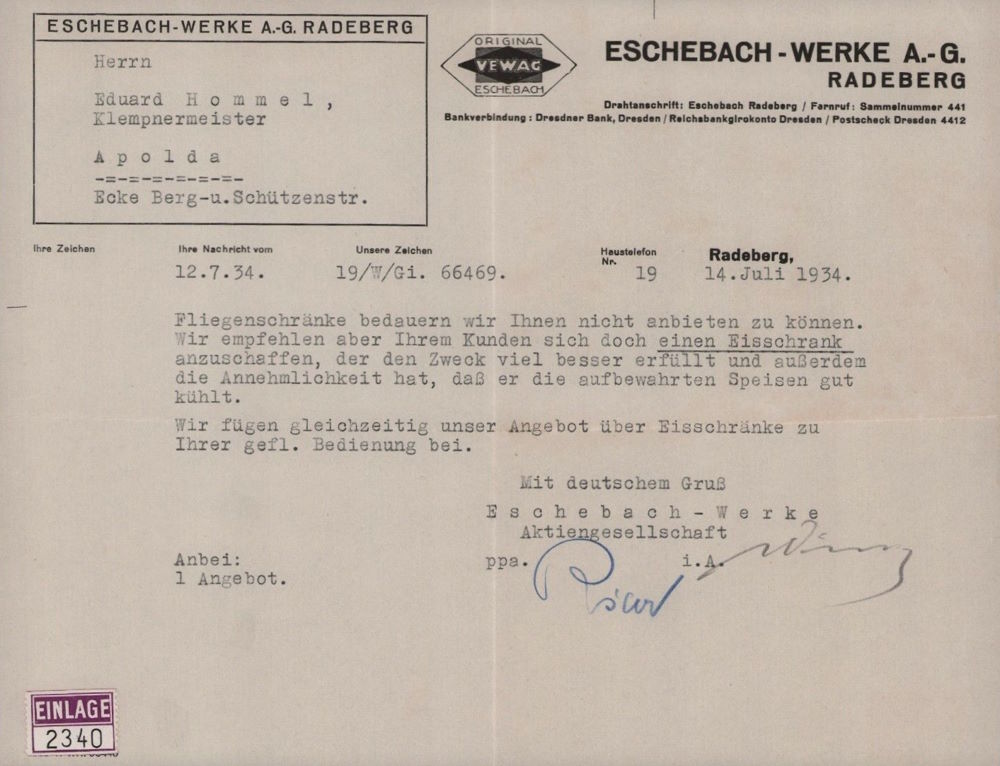 ESCHEBACH-WERKE A.-G. RADEBERG
Herrn
Eduard Hommel,
Klempnermeister
Apolda
-=-=-=-=-=-=-=-
Ecke Berg-u.Schützenstr.
ORIGINAL
VEWAG
ESCHEBACH
ESCHEBACH-WERKE A.-G.
RADEBERG
Drahtanschrift: Eschebach Radeberg / Fernruf: Sammelnummer 441
Bankverbindung: Dresdner Bank, Dresden / Reichsbankgirokonto Dresden / Postscheck Dresden 4412
Ihre Zeichen
Ihre Nachricht vom
12.7.34.
Unsere Zeichen
19/W/Gi. 66469.
Haustelefon
Nr. 19
Radeberg,
14.Juli 1934.
Fliegenschränke bedauern wir Ihnen nicht anbieten zu können.
Wir empfehlen aber Ihrem Kunden sich doch einen Eisschrank
anzuschaffen, der den Zweck viel besser erfüllt und außerdem
die Annehmlichkeit hat, daß er die aufbewahrten Speisen gut
kühlt.
Wir fügen gleichzeitig unser Angebot über Eisschränke zu
Ihrer gefl. Bedienung bei.
Mit deutschem Gruß
Eschebach-Werke
Aktiengesellschaft
ppa. i.A.
Anbei:
1 Angebot.
EINLAGE
2340